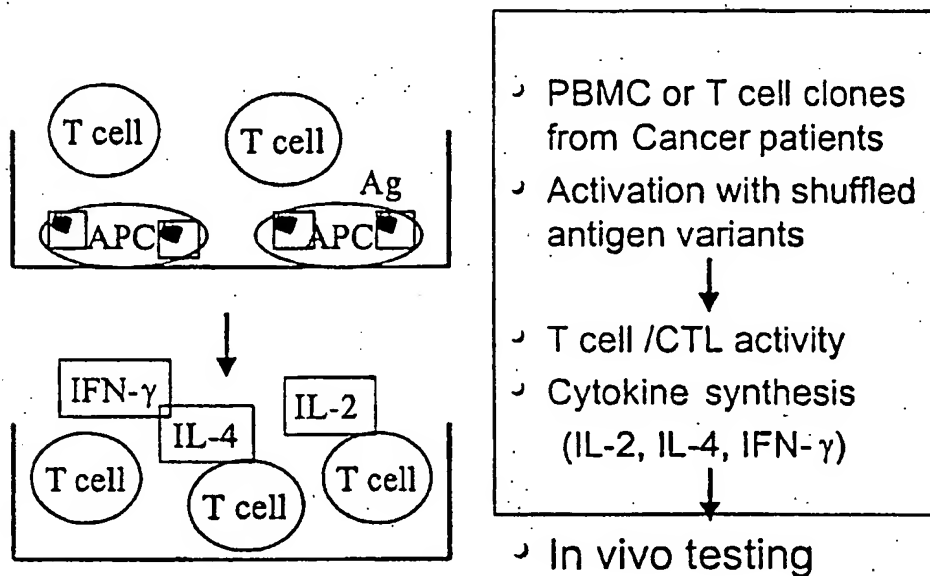 T cell
T cell
Ag
APC
APC
IFN-γ
IL-4
IL-2
T cell
T cell
T cell
PBMC or T cell clones
from Cancer patients
Activation with shuffled
antigen variants
T cell /CTL activity
Cytokine synthesis
(IL-2, IL-4, IFN-γ)
In vivo testing